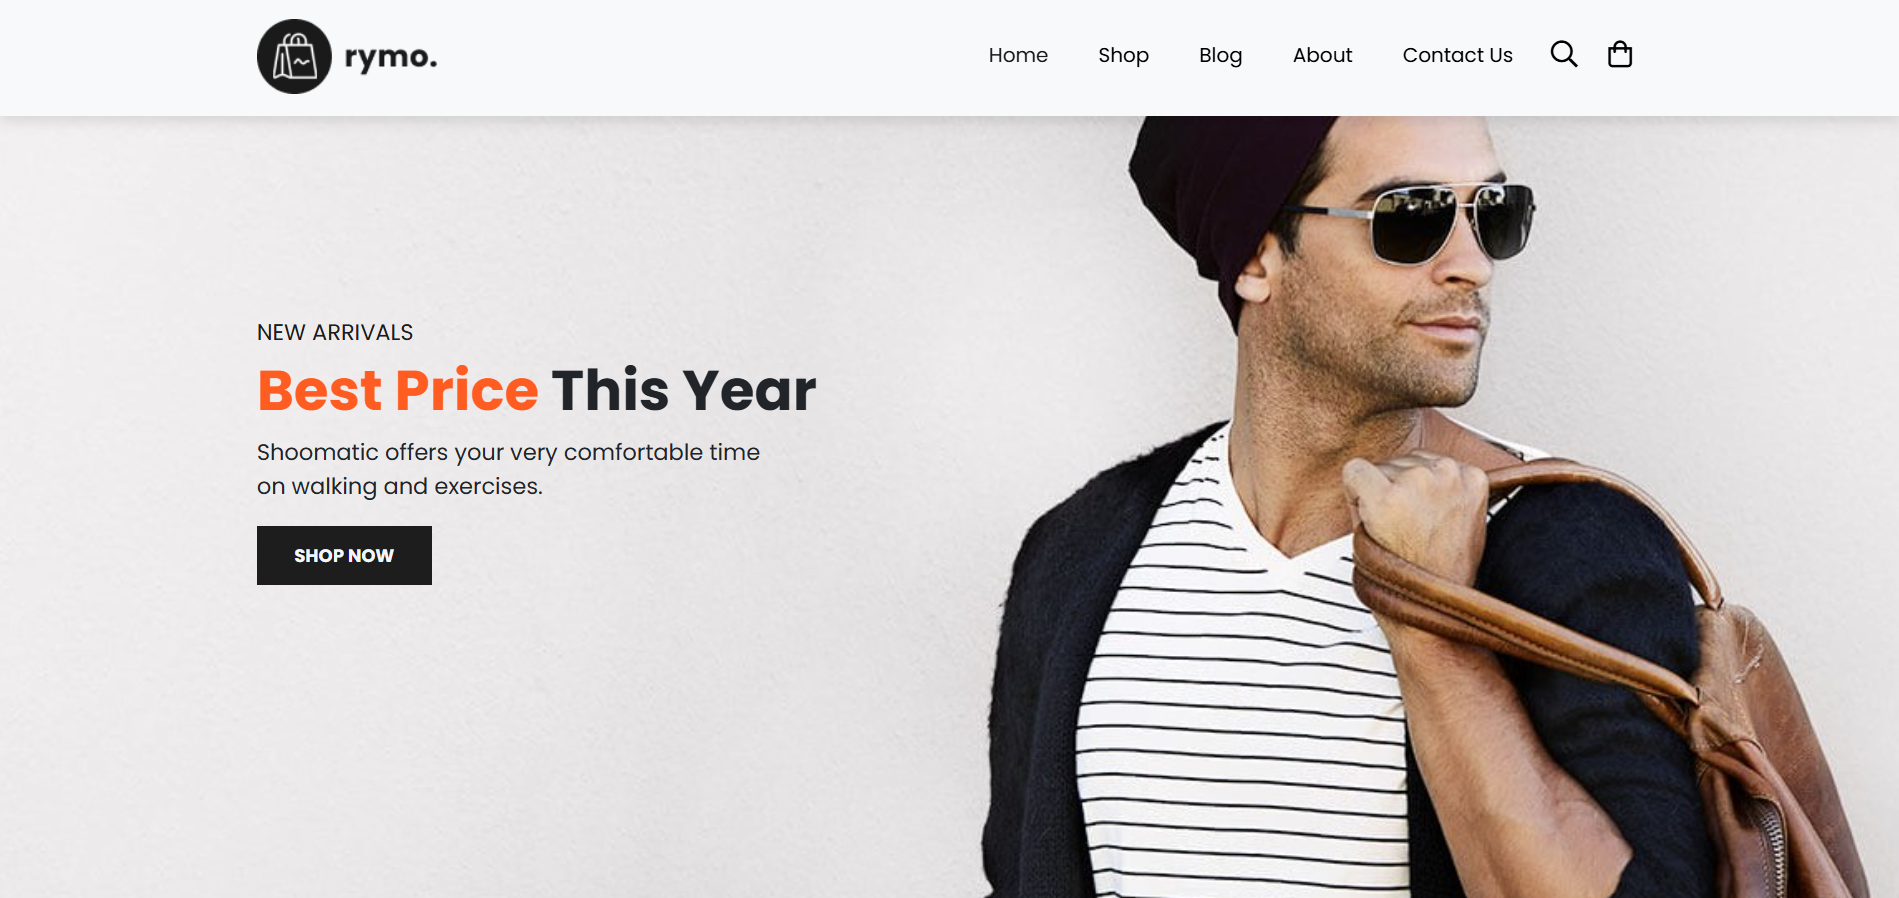 rymo.
Home Shop Blog About Contact Us
NEW ARRIVALS
Best Price This Year
Shoomatic offers your very comfortable time
on walking and exercises.
SHOP NOW